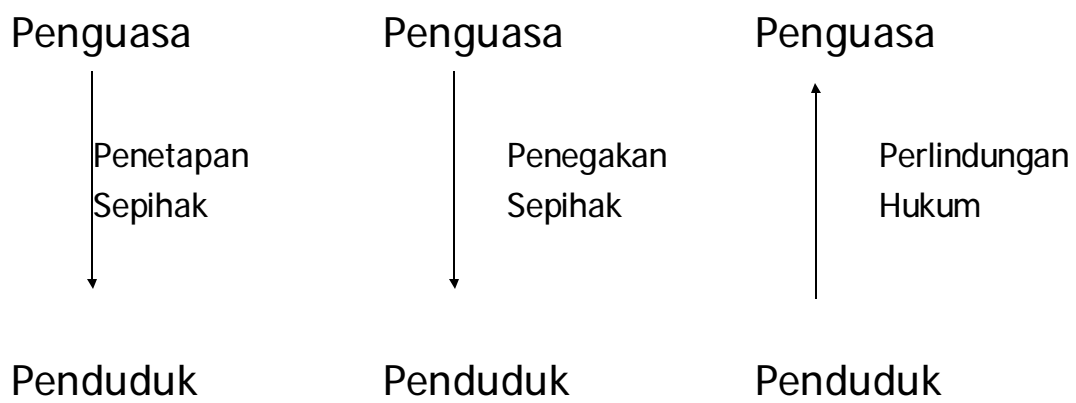 Penguasa Penguasa Penguasa
Penetapan Penegakan Perlindungan
Sepihak Sepihak Hukum
Penduduk Penduduk Penduduk